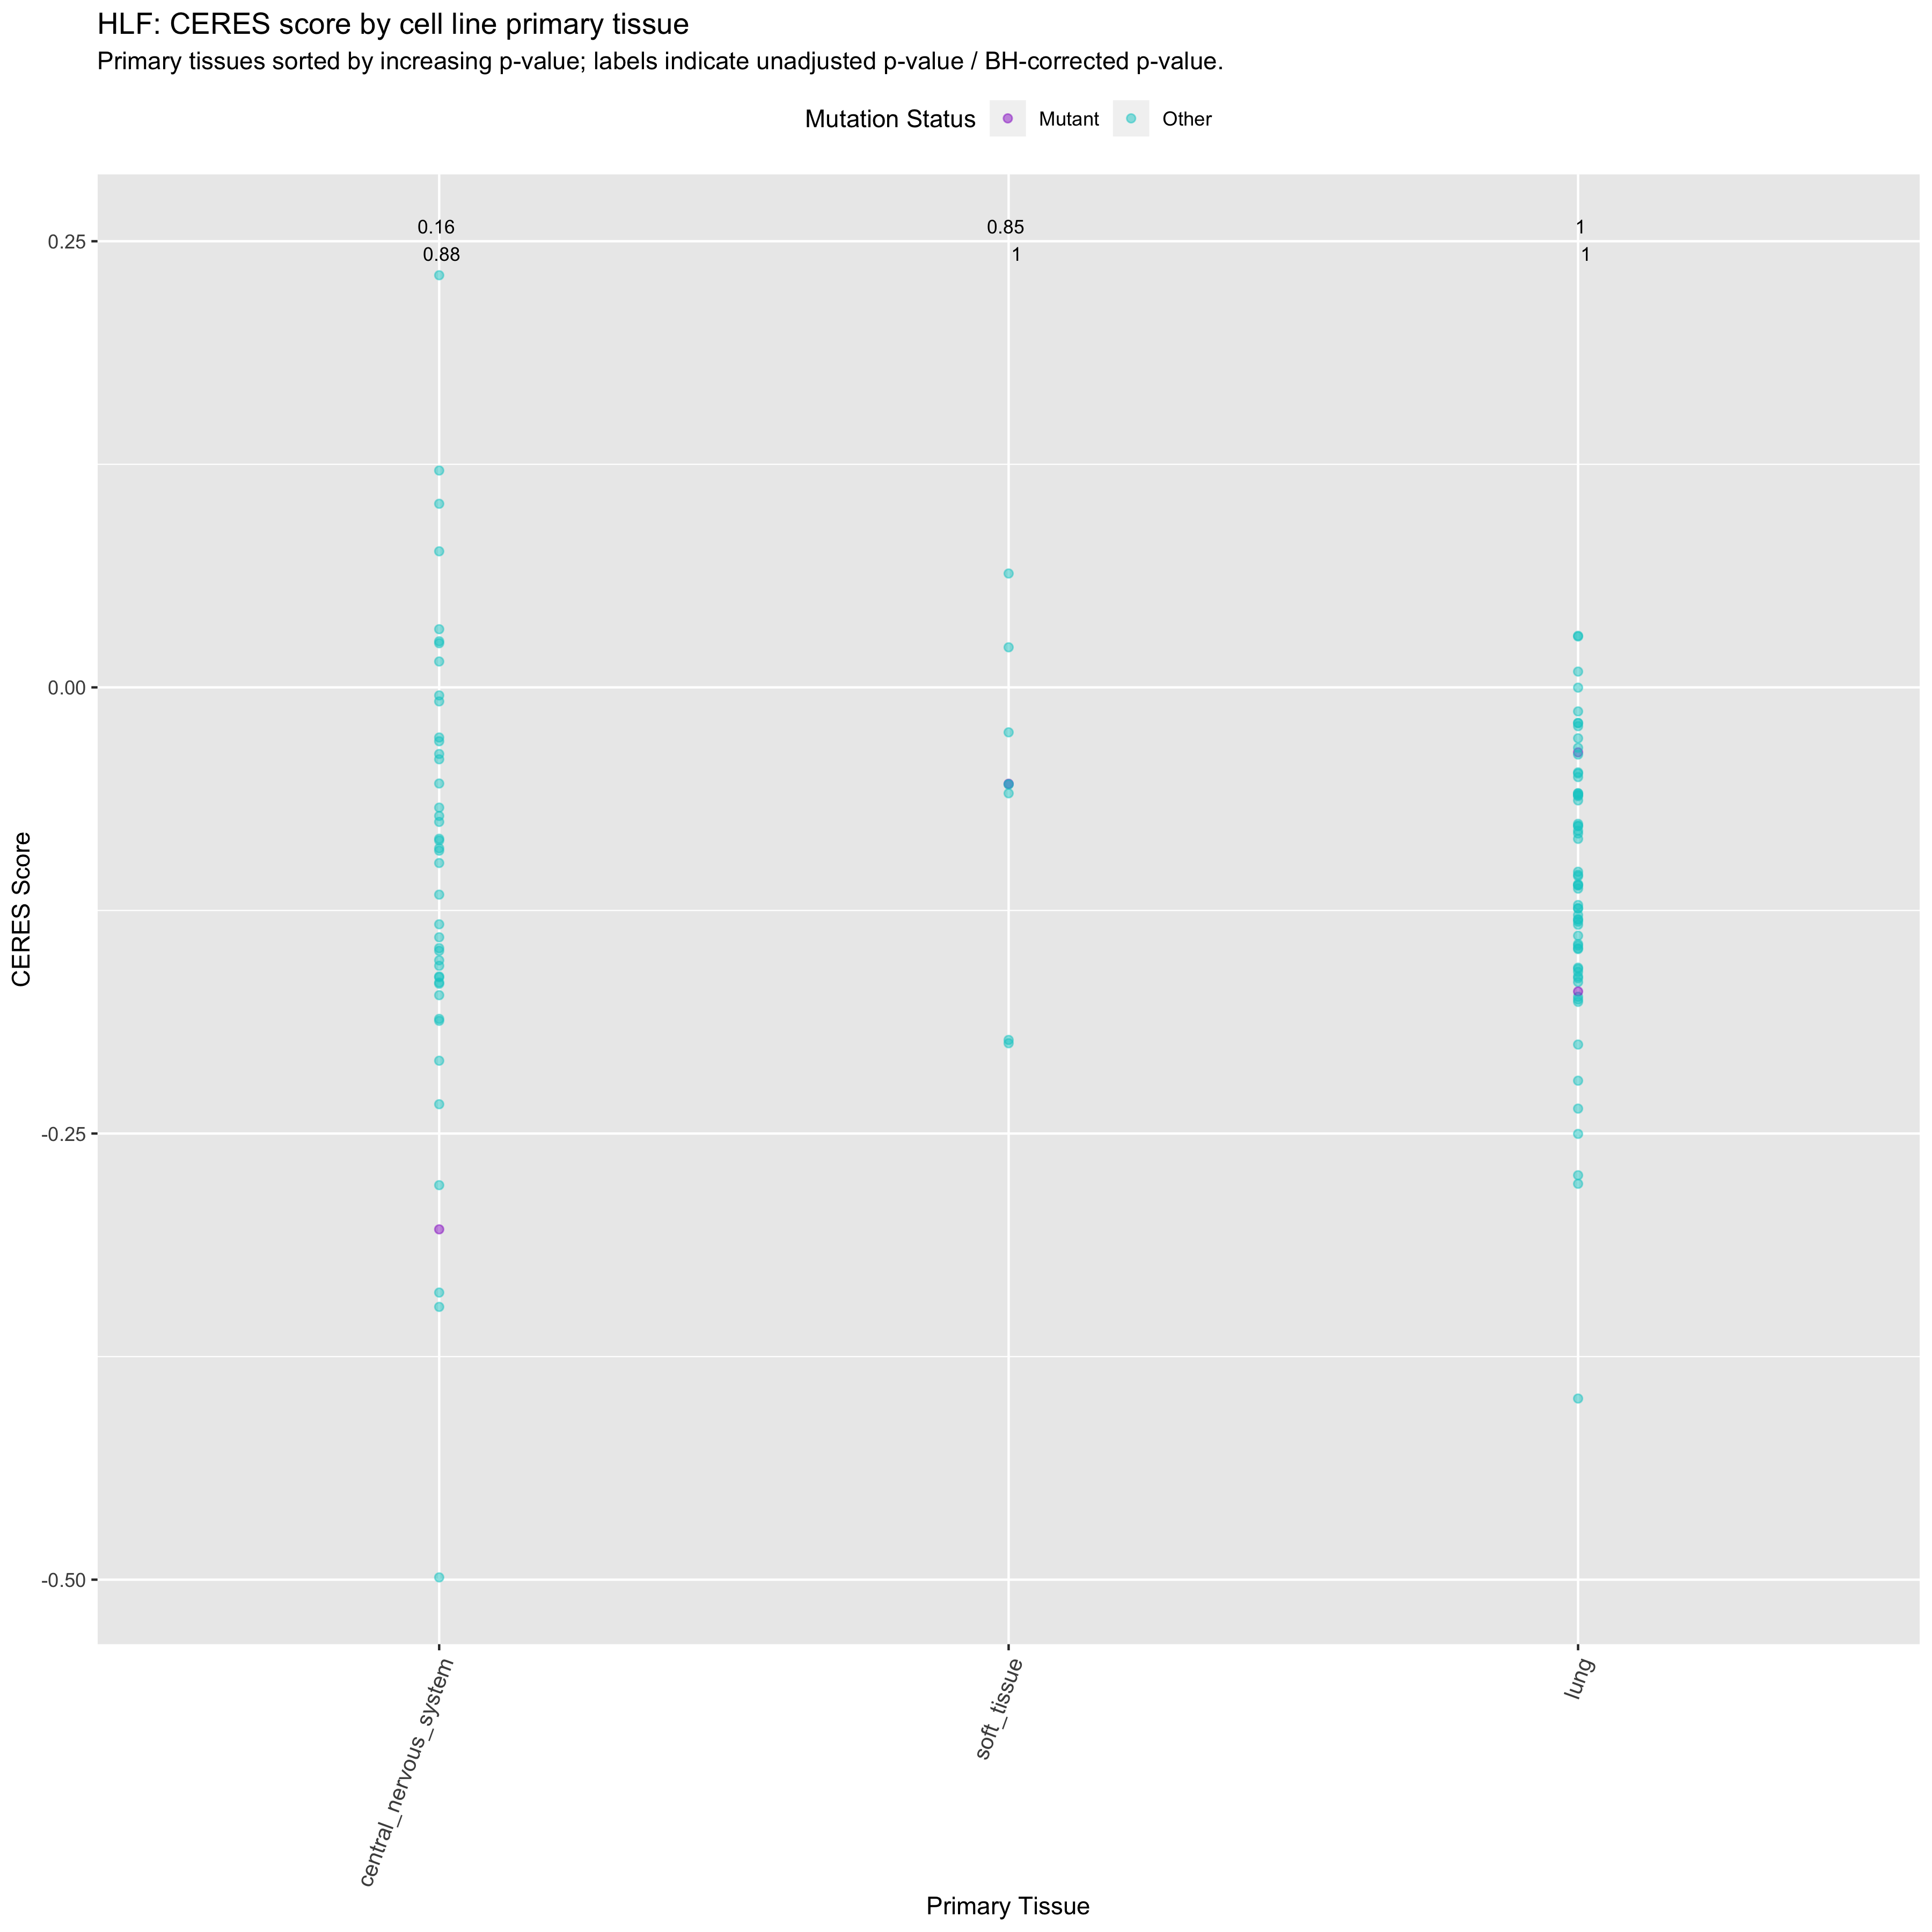 HLF: CERES score by cell line primary tissue
Primary tissues sorted by increasing p-value; labels indicate unadjusted p-value / BH-corrected p-value.
Mutation Status Mutant Other
0.16 0.85 1
0.88 1 1
0.25
0.00
-0.25
-0.50
CERES Score
central_nervous_system
soft_tissue
lung
Primary Tissue